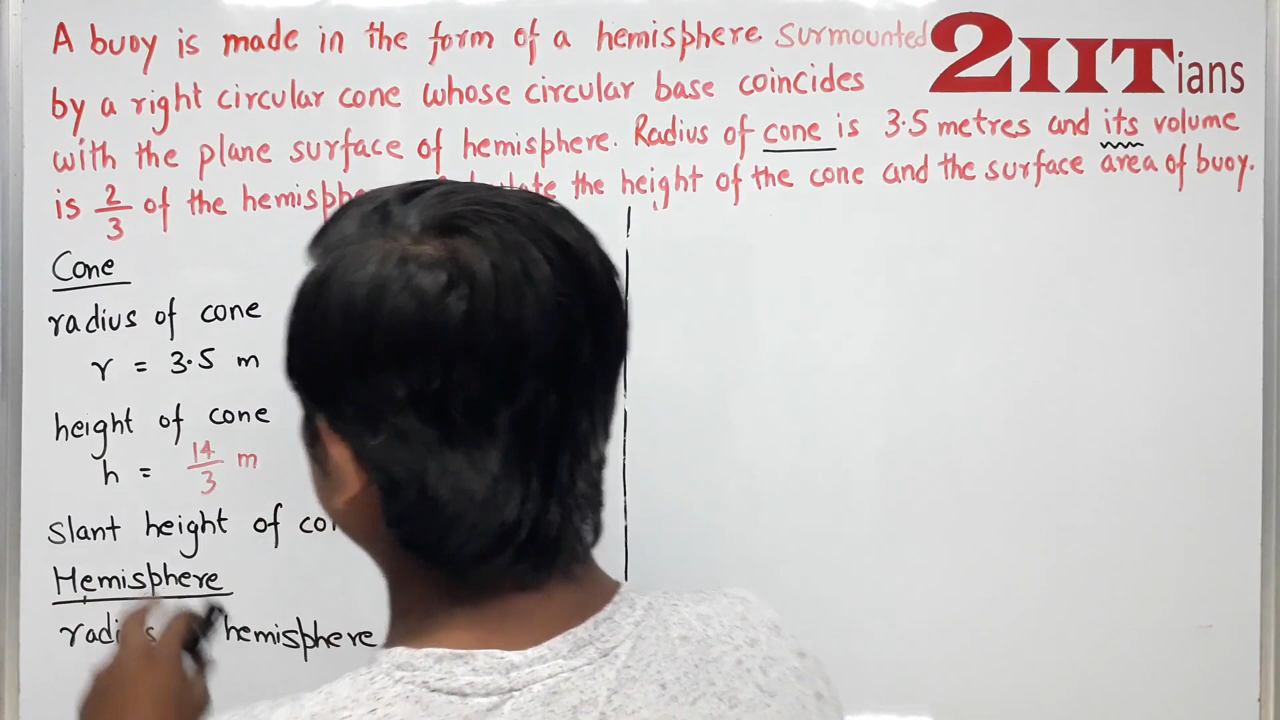 A buoy is made in the form of a hemisphere surmounted
by a right circular cone whose circular base coincides
with the plane surface of hemisphere. Radius of cone is 3.5 metres and its volume
is 2/3 of the the height of the cone and the surface area of buoy.
2IITians
Cone
radius of cone
r = 3.5 m
height of cone
h = 14/3 m
Slant height of
Hemisphere
hemisphere